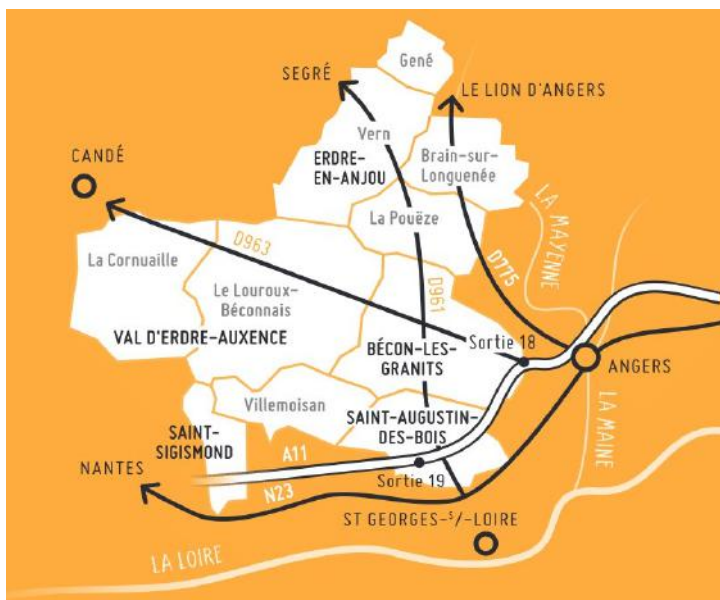 Gené
SEGRÉ
LE LION D'ANGERS
Vern
CANDÉ
ERDRE-
EN-ANJOU
Brain-sur-
Longuenée
LA MAYENNE
La Pouëze
D963
La Cornuaille
D775
D961
Le Louroux-
Béconnais
VAL D'ERDRE-AUXENCE
Sortie 18
BÉCON-LES-
GRANITS
ANGERS
Villemoisan
SAINT-AUGUSTIN-
DES-BOIS
LA MAINE
SAINT-
SIGISMOND
A11
NANTES
Sortie 19
N23
ST GEORGES-S/-LOIRE
LA LOIRE